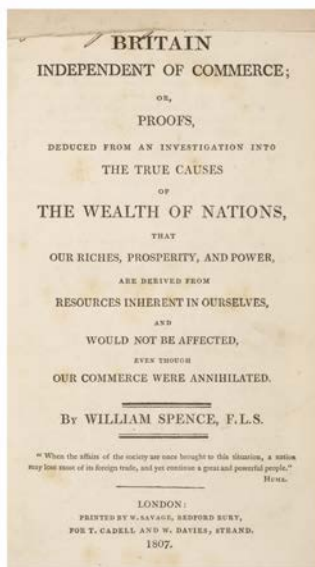 BRITAIN
INDEPENDENT OF COMMERCE;
OR,
PROOFS,
DEDUCED FROM AN INVESTIGATION INTO
THE TRUE CAUSES
OF
THE WEALTH OF NATIONS,
THAT
OUR RICHES, PROSPERITY, AND POWER,
ARE DERIVED FROM
RESOURCES INHERENT IN OURSELVES,
AND
WOULD NOT BE AFFECTED,
EVEN THOUGH
OUR COMMERCE WERE ANNIHILATED.
BY WILLIAM SPENCE, F.L.S.
“ When the affairs of the society are once brought to this situation, a nation
may lose most of its foreign trade, and yet continue a great and powerful people.”
HUME.
LONDON:
PRINTED BY W. SAVAGE, BEDFORD BURY,
FOR T. CADELL AND W. DAVIES, STRAND.
1807.